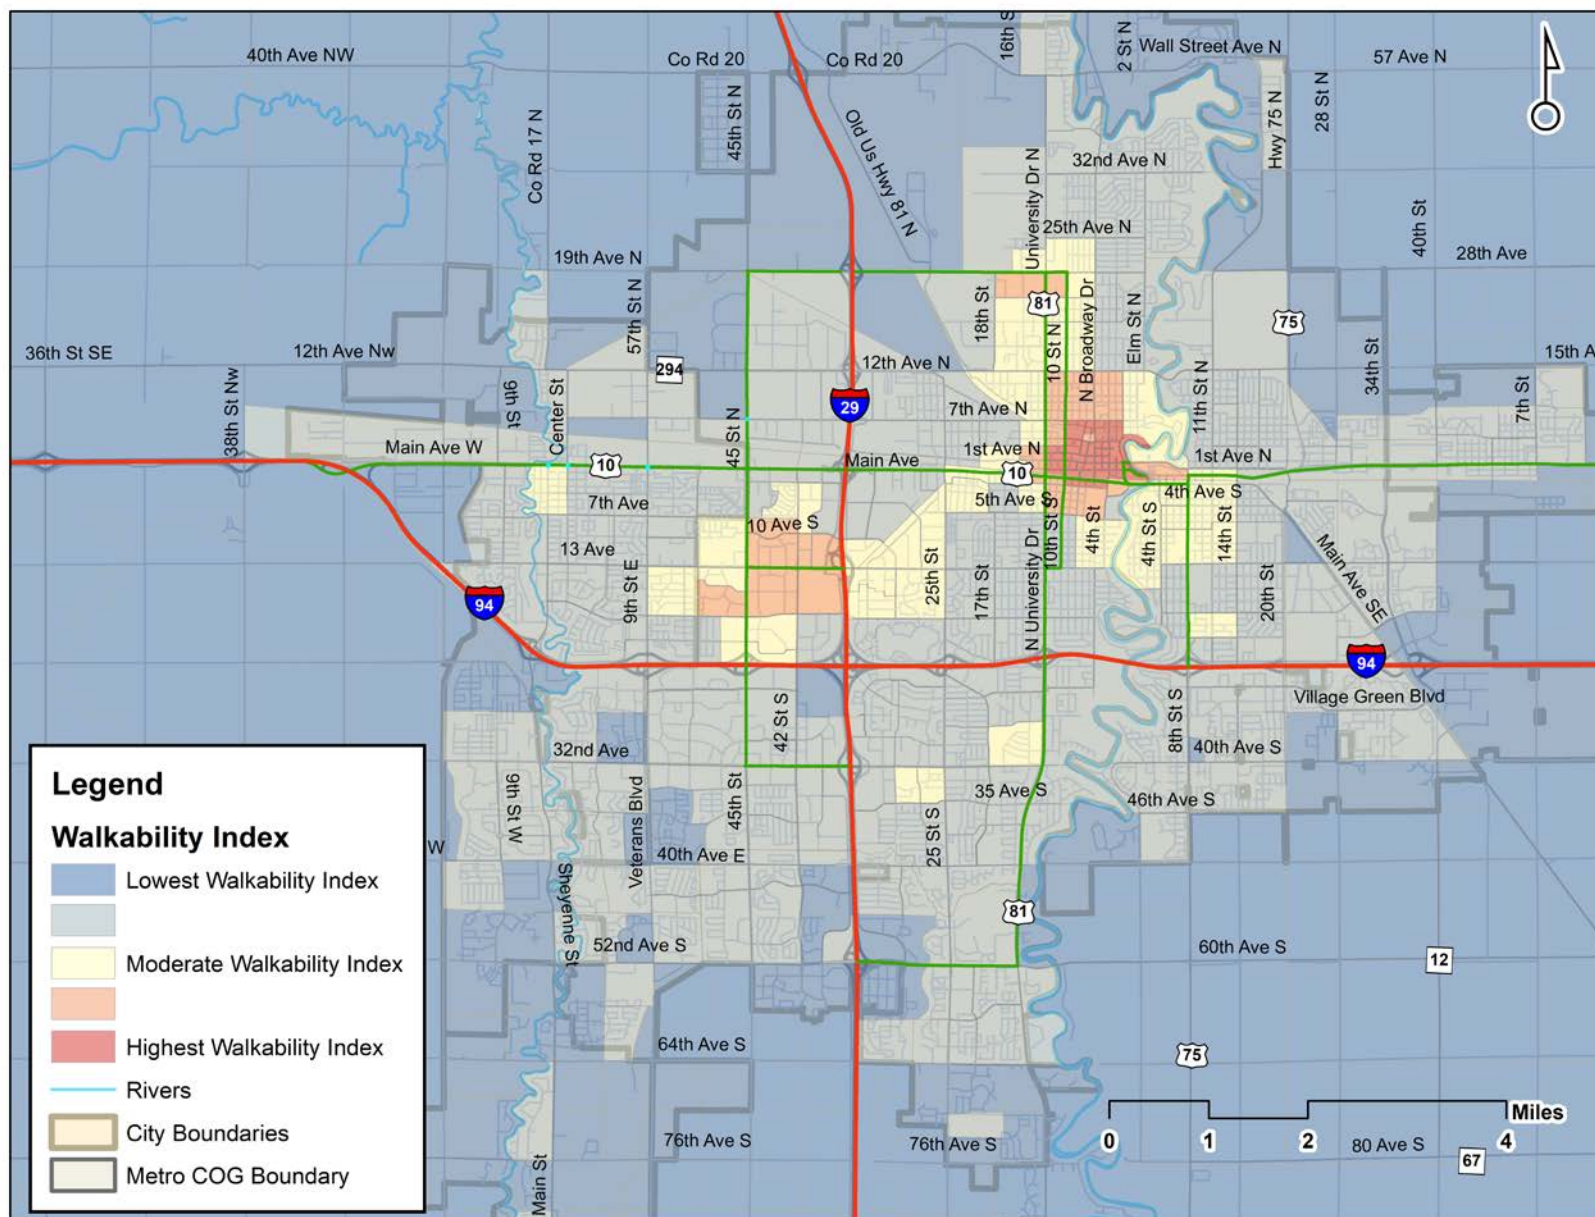 16th S
2 St N
Wall Street Ave N
40th Ave NW
Co Rd 20
Co Rd 20
57 Ave N
45th St N
Old Us Hwy 81 N
Co Rd 17 N
Hwy 75 N
28 St N
32nd Ave N
University Dr N
25th Ave N
40th St
19th Ave N
28th Ave
57th St N
18th St
81
10 St N
N Broadway Dr
Elm St N
75
36th St SE
12th Ave Nw
294
12th Ave N
34th St
15th A
38th St Nw
9th St
Center St
29
7th Ave N
11th St N
7th St
Main Ave W
45 St N
Main Ave
1st Ave N
1st Ave N
10
10
7th Ave
5th Ave S
4th Ave S
10 Ave S
10th St S
4th St
4th St S
14th St
13 Ave
9th St E
25th St
17th St
N University Dr
20th St
Main Ave SE
94
94
Village Green Blvd
42 St S
8th St S
32nd Ave
40th Ave S
9th St W
Veterans Blvd
45th St
35 Ave S
46th Ave S
25 St S
W
40th Ave E
Sheyenne St
81
52nd Ave S
60th Ave S
12
64th Ave S
75
76th Ave S
76th Ave S
80 Ave S
67
Main St
Legend
Walkability Index
Lowest Walkability Index
Moderate Walkability Index
Highest Walkability Index
Rivers
City Boundaries
Metro COG Boundary
Miles
0 1 2 4